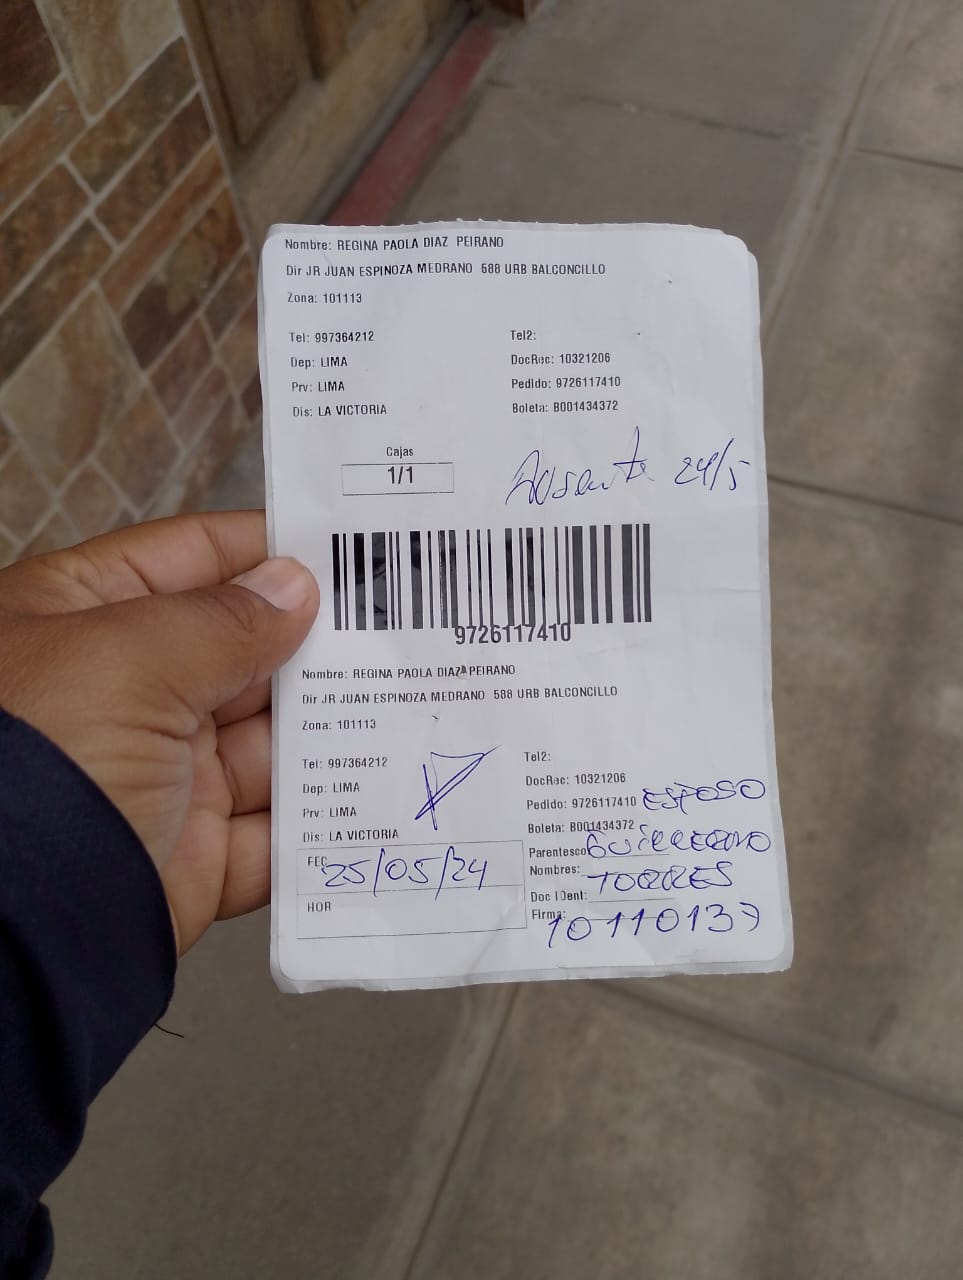 Nombre: REGINA PAOLA DIAZ PEIRANO
Dir JR JUAN ESPINOZA MEDRANO 588 URB BALCONCILLO
Zona: 101113
Tel: 997364212 Tel2:
Dep: LIMA DocRec: 10321206
Prv: LIMA Pedido: 9726117410
Dis: LA VICTORIA Boleta: B001434372
Cajas
1/1
Ausente 24/5
9726117410
Nombre: REGINA PAOLA DIAZ PEIRANO
Dir JR JUAN ESPINOZA MEDRANO 588 URB BALCONCILLO
Zona: 101113
Tel: 997364212 Tel2:
Dep: LIMA DocRec: 10321206
Prv: LIMA Pedido: 9726117410 ESPOSO
Dis: LA VICTORIA Boleta: B001434372
Parentesco: GUILLERMO
FEC 25/05/24 Nombres: TORRES
Doc IDent:
HOR Firma: 10110137